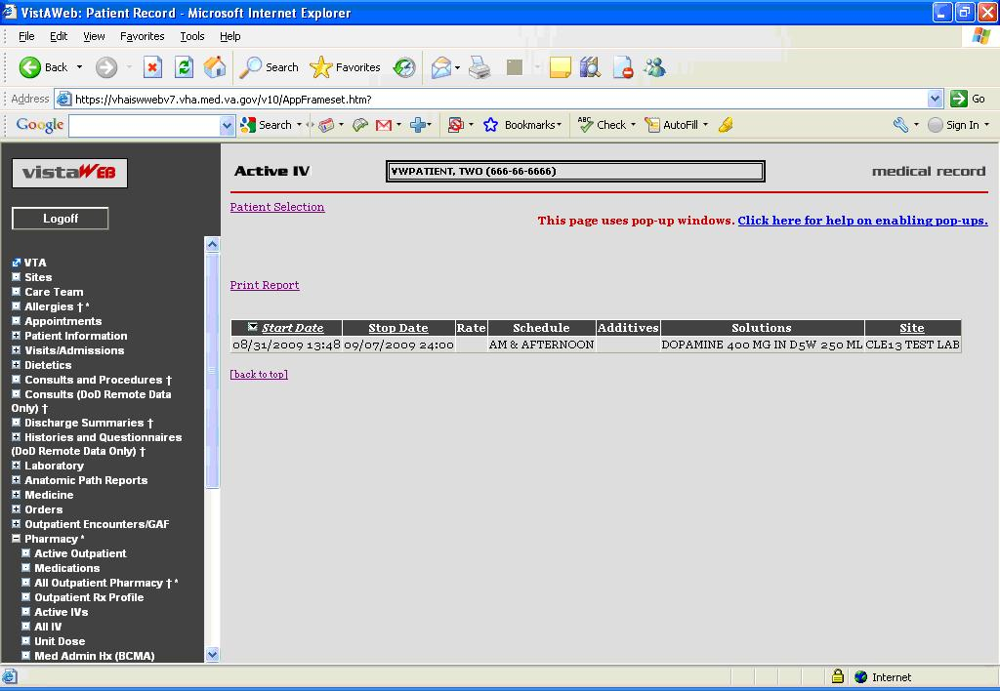 VistAWeb: Patient Record - Microsoft Internet Explorer
File Edit View Favorites Tools Help
Back Search Favorites
Address https://vhaiswwebv7.vha.med.va.gov/v10/AppFrameset.htm? Go
Google Search Bookmarks ABC Check AutoFill Sign In
vistaWEB
Logoff
VTA
Sites
Care Team
Allergies † *
Appointments
Patient Information
Visits/Admissions
Dietetics
Consults and Procedures †
Consults (DoD Remote Data
Only) †
Discharge Summaries †
Histories and Questionnaires
(DoD Remote Data Only) †
Laboratory
Anatomic Path Reports
Medicine
Orders
Outpatient Encounters/GAF
Pharmacy *
Active Outpatient
Medications
All Outpatient Pharmacy † *
Outpatient Rx Profile
Active IVs
All IV
Unit Dose
Med Admin Hx (BCMA)
Active IV VWPATIENT, TWO (666-66-6666) medical record
Patient Selection
This page uses pop-up windows. Click here for help on enabling pop-ups.
Print Report
Start Date Stop Date Rate Schedule Additives Solutions Site
08/31/2009 13:48 09/07/2009 24:00 AM & AFTERNOON DOPAMINE 400 MG IN D5W 250 ML CLE13 TEST LAB
[back to top]
Internet